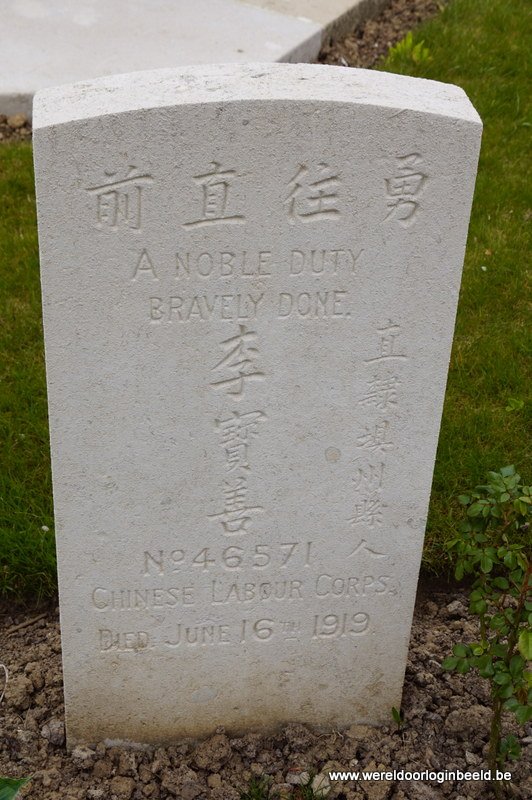 勇往直前
A NOBLE DUTY
BRAVELY DONE.
直隸州縣人
李寶善
Nº 46571
CHINESE LABOUR CORPS.
DIED. JUNE 16TH 1919.
www.wereldoorloginbeeld.be